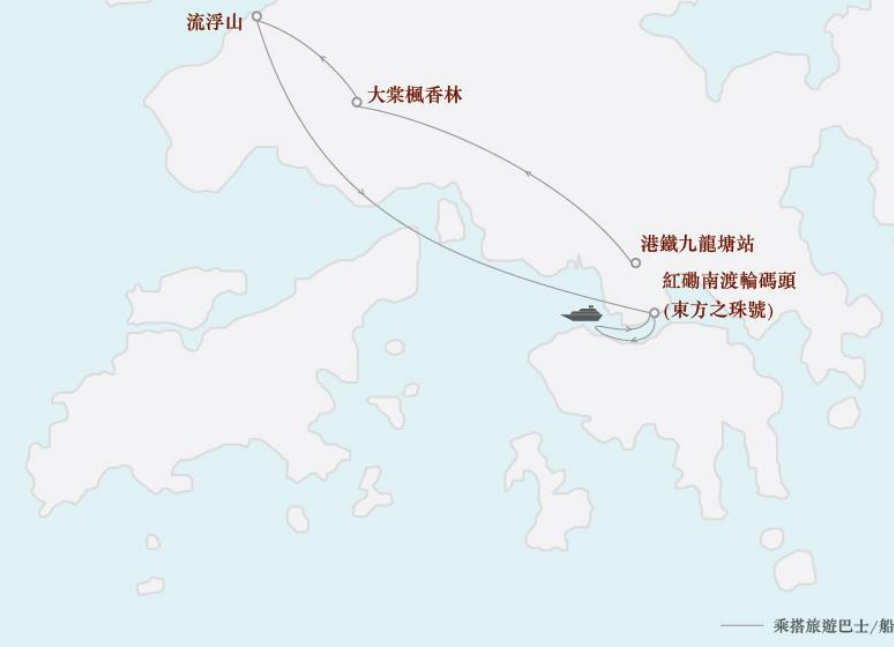 流浮山
大棠楓香林
港鐵九龍塘站
紅磡南渡輪碼頭
(東方之珠號)
乘搭旅遊巴士/船